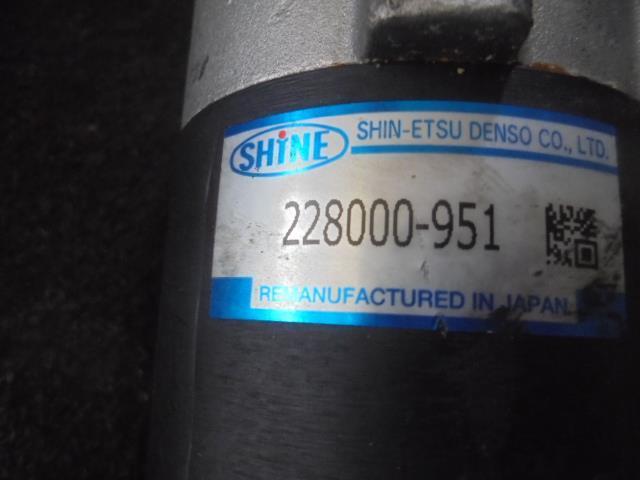 SHiNE
SHIN-ETSU DENSO CO., LTD.
228000-951
REMANUFACTURED IN JAPAN